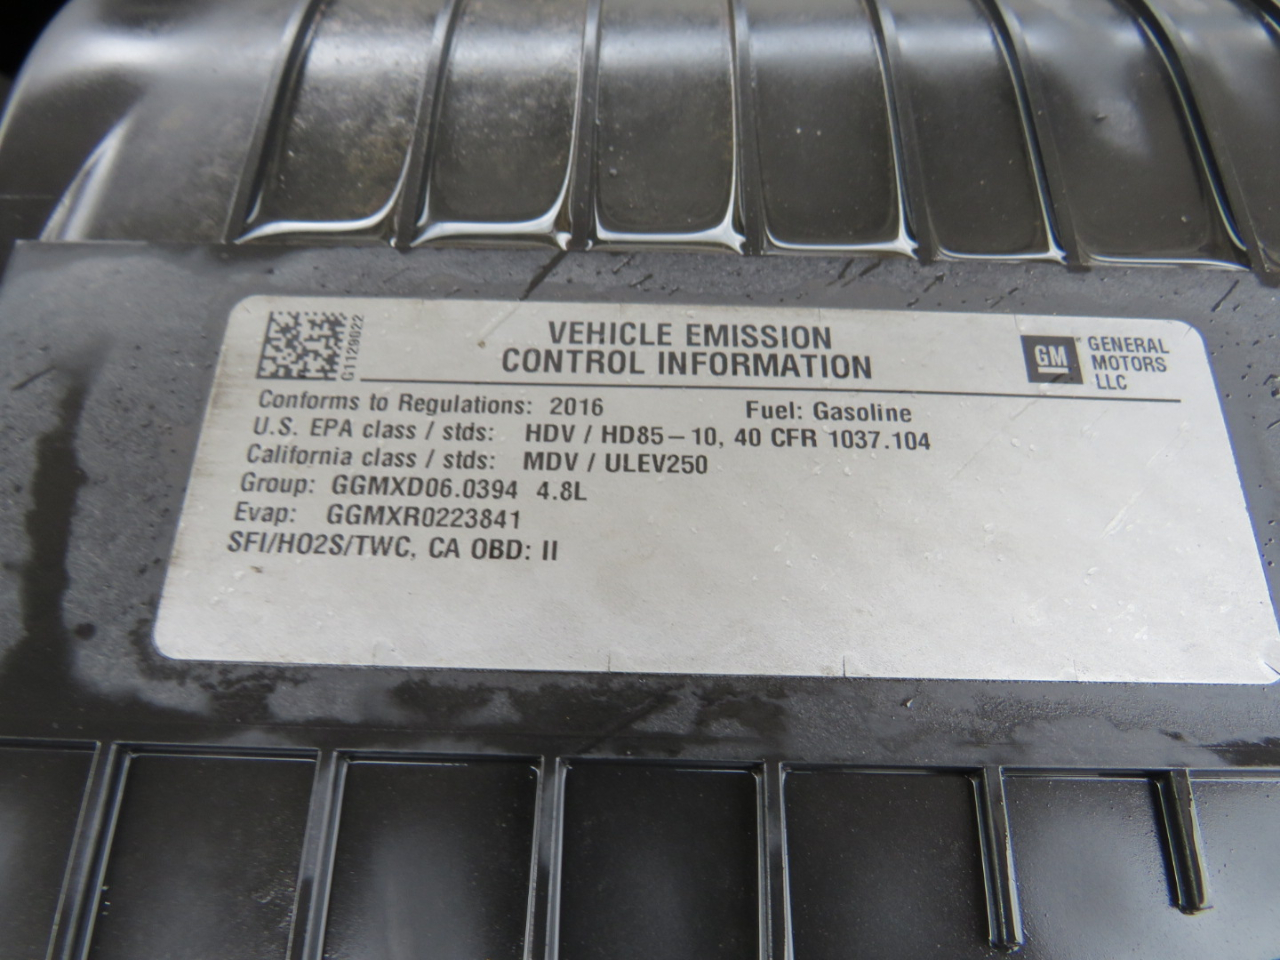 G1129022
VEHICLE EMISSION
CONTROL INFORMATION
GM
GENERAL
MOTORS
LLC
Conforms to Regulations: 2016 Fuel: Gasoline
U.S. EPA class / stds: HDV / HD85-10, 40 CFR 1037.104
California class / stds: MDV / ULEV250
Group: GGMXD06.0394 4.8L
Evap: GGMXR0223841
SFI/HO2S/TWC, CA OBD: II